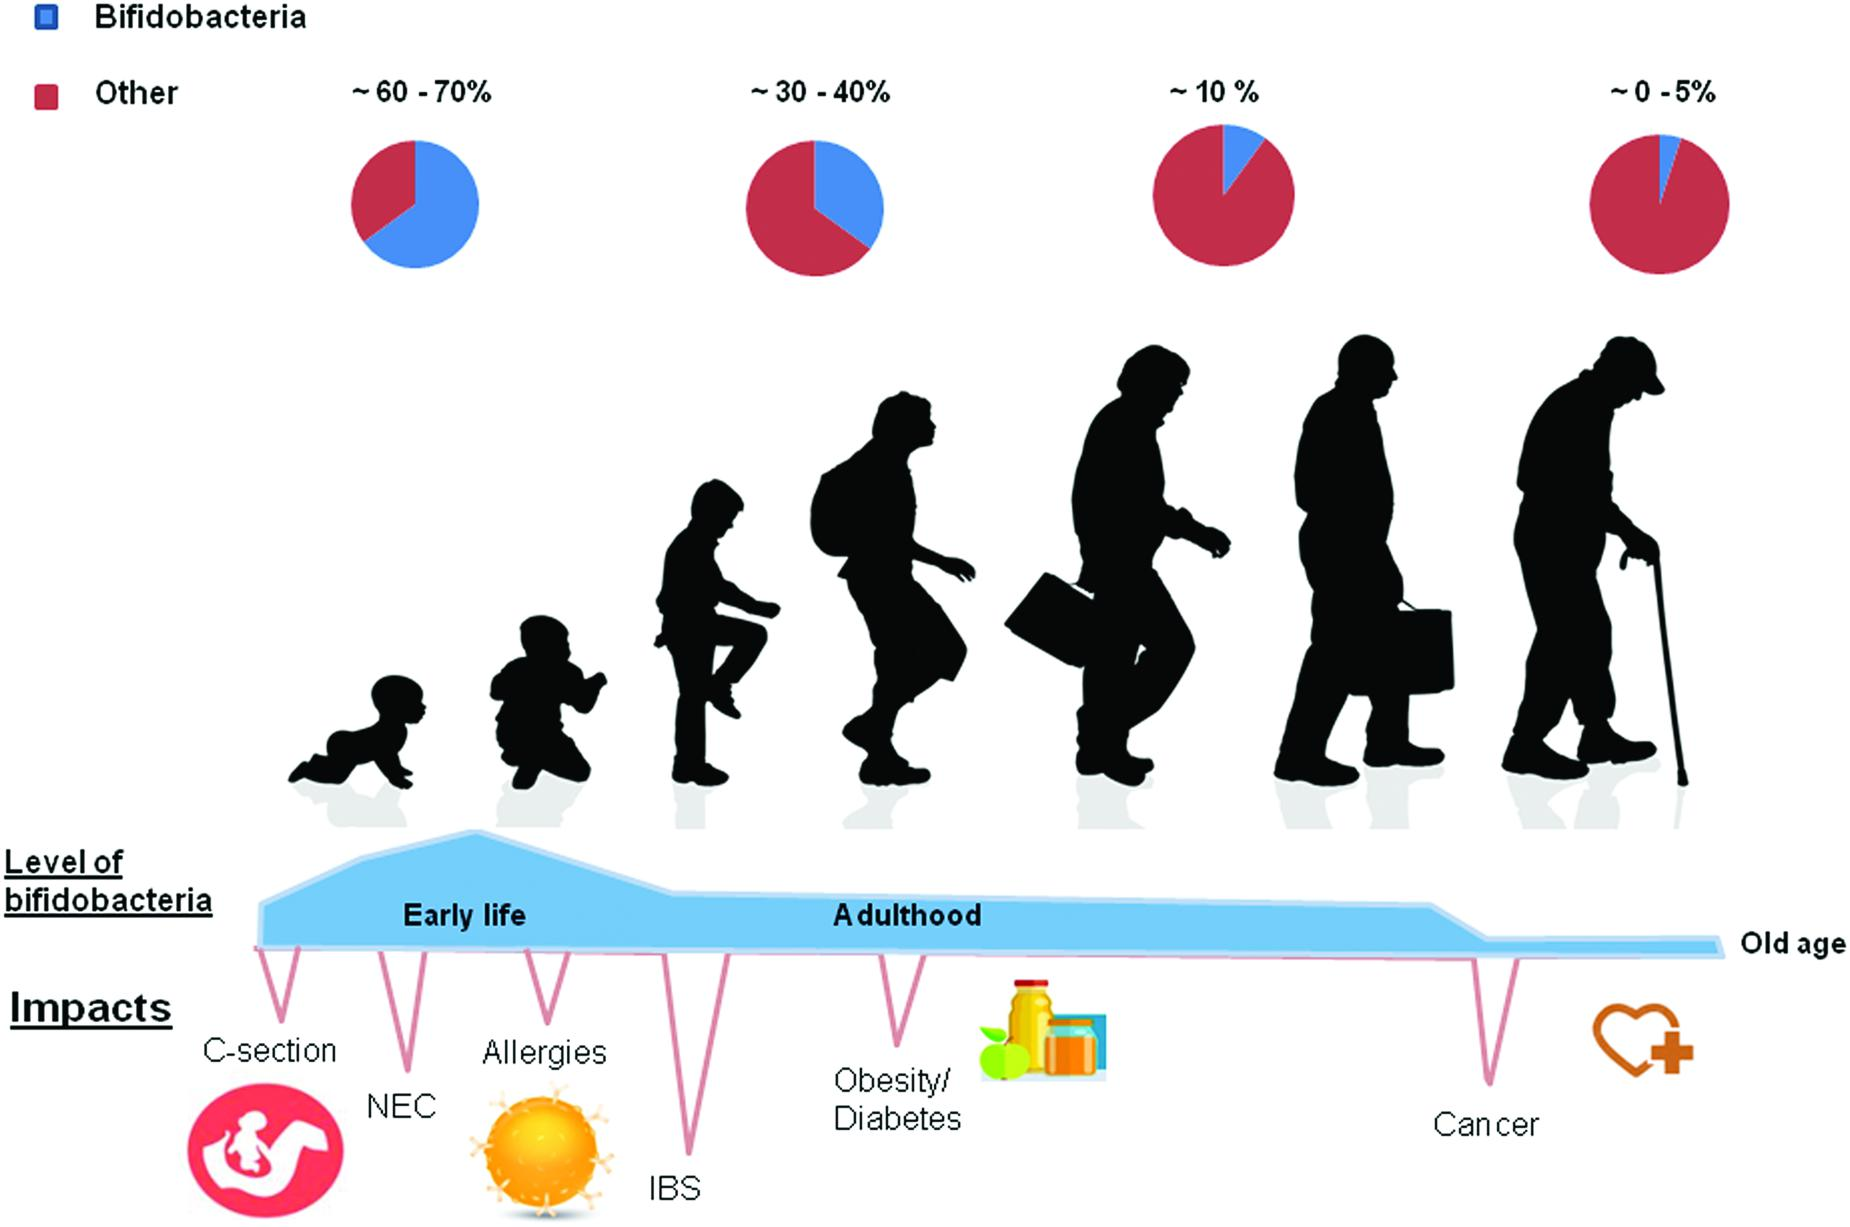 Bifidobacteria
Other
~ 60 - 70%
~ 30 - 40%
~ 10 %
~ 0 - 5%
Level of
bifidobacteria
Early life
Adulthood
Old age
Impacts
C-section
NEC
Allergies
IBS
Obesity/
Diabetes
Cancer